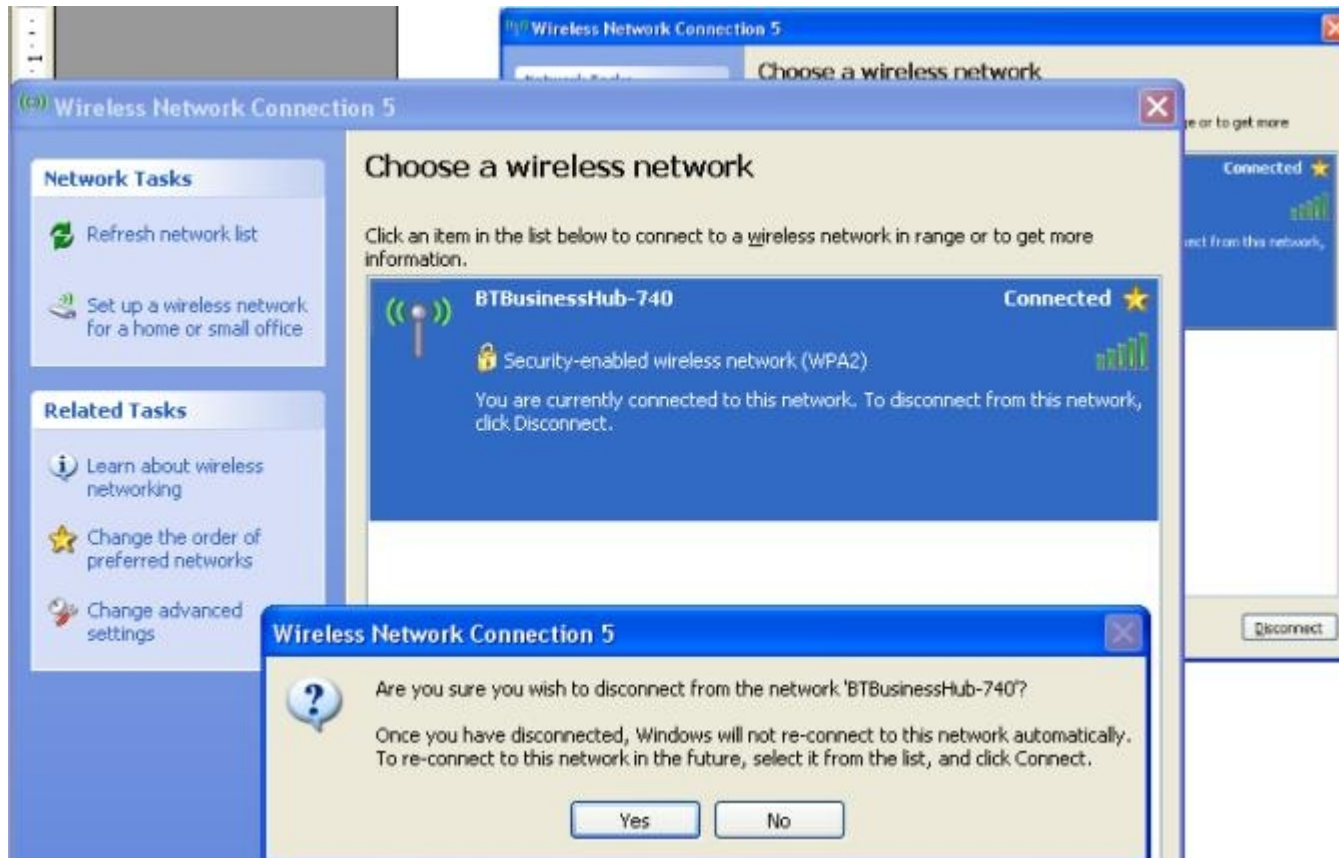 Wireless Network Connection 5
Choose a wireless network
e or to get more
Connected
ect from this network,
Disconnect
Wireless Network Connection 5
Network Tasks
Refresh network list
Set up a wireless network
for a home or small office
Related Tasks
Learn about wireless
networking
Change the order of
preferred networks
Change advanced
settings
Choose a wireless network
Click an item in the list below to connect to a wireless network in range or to get more
information.
BTBusinessHub-740
Connected
Security-enabled wireless network (WPA2)
You are currently connected to this network. To disconnect from this network,
click Disconnect.
Wireless Network Connection 5
Are you sure you wish to disconnect from the network 'BTBusinessHub-740'?
Once you have disconnected, Windows will not re-connect to this network automatically.
To re-connect to this network in the future, select it from the list, and click Connect.
Yes
No